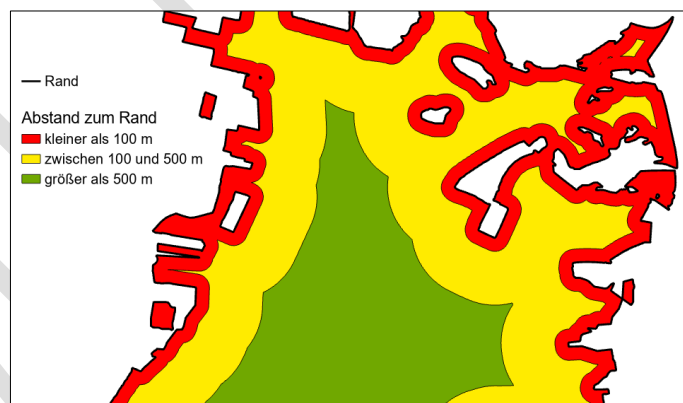 Rand
Abstand zum Rand
kleiner als 100 m
zwischen 100 und 500 m
größer als 500 m